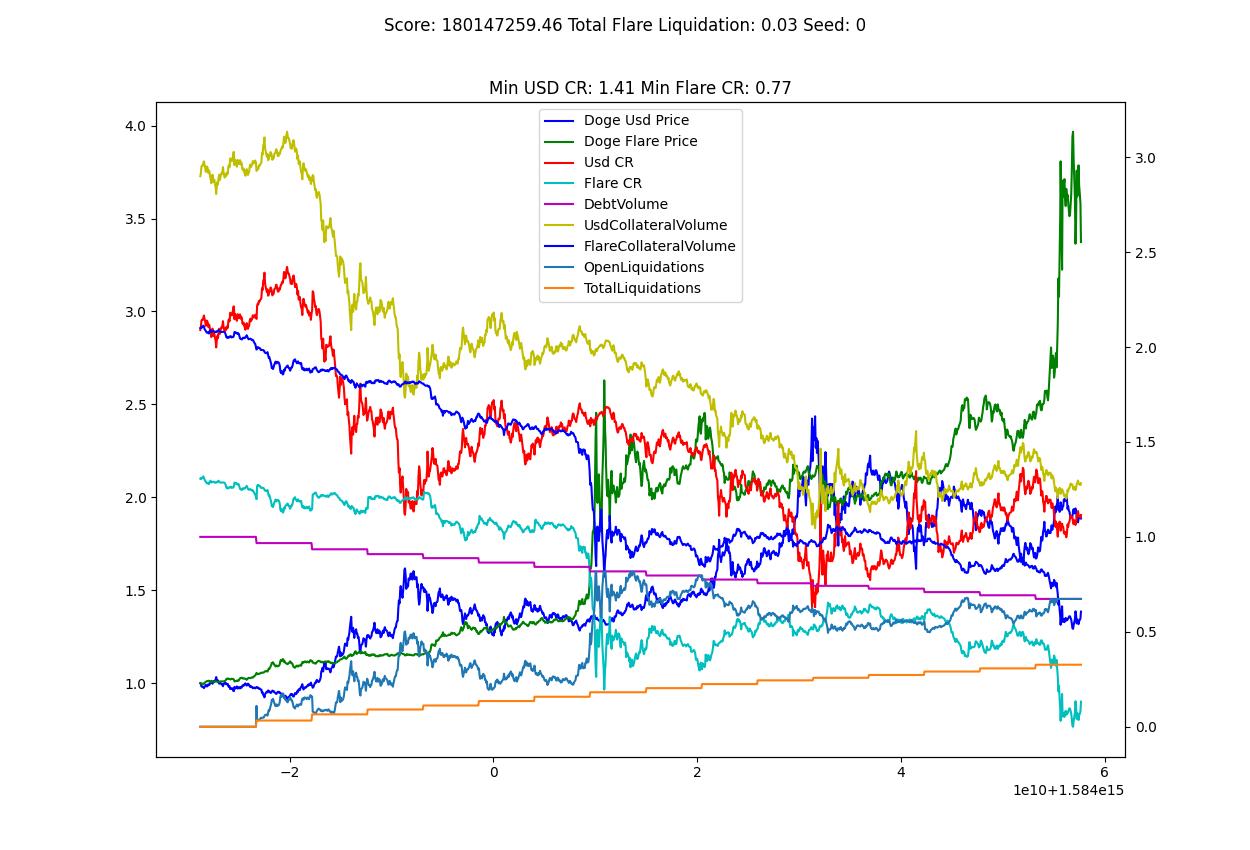 Score: 180147259.46 Total Flare Liquidation: 0.03 Seed: 0
Min USD CR: 1.41 Min Flare CR: 0.77
Doge Usd Price
Doge Flare Price
Usd CR
Flare CR
DebtVolume
UsdCollateralVolume
FlareCollateralVolume
OpenLiquidations
TotalLiquidations
4.0
3.5
3.0
2.5
2.0
1.5
1.0
3.0
2.5
2.0
1.5
1.0
0.5
0.0
−2 0 2 4 6
1e10+1.584e15